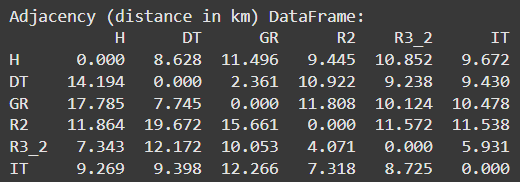 Adjacency (distance in km) DataFrame:
H DT GR R2 R3_2 IT
H 0.000 8.628 11.496 9.445 10.852 9.672
DT 14.194 0.000 2.361 10.922 9.238 9.430
GR 17.785 7.745 0.000 11.808 10.124 10.478
R2 11.864 19.672 15.661 0.000 11.572 11.538
R3_2 7.343 12.172 10.053 4.071 0.000 5.931
IT 9.269 9.398 12.266 7.318 8.725 0.000